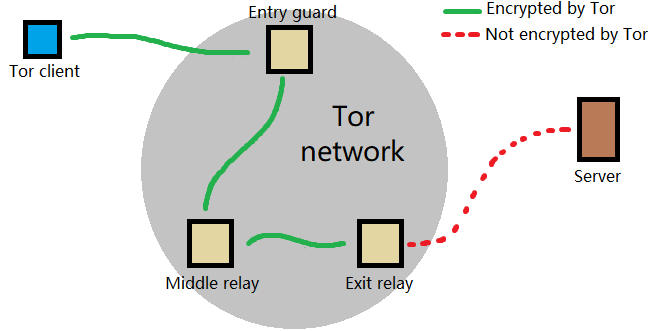 Entry guard
Encrypted by Tor
Not encrypted by Tor
Tor client
Tor
network
Server
Middle relay
Exit relay